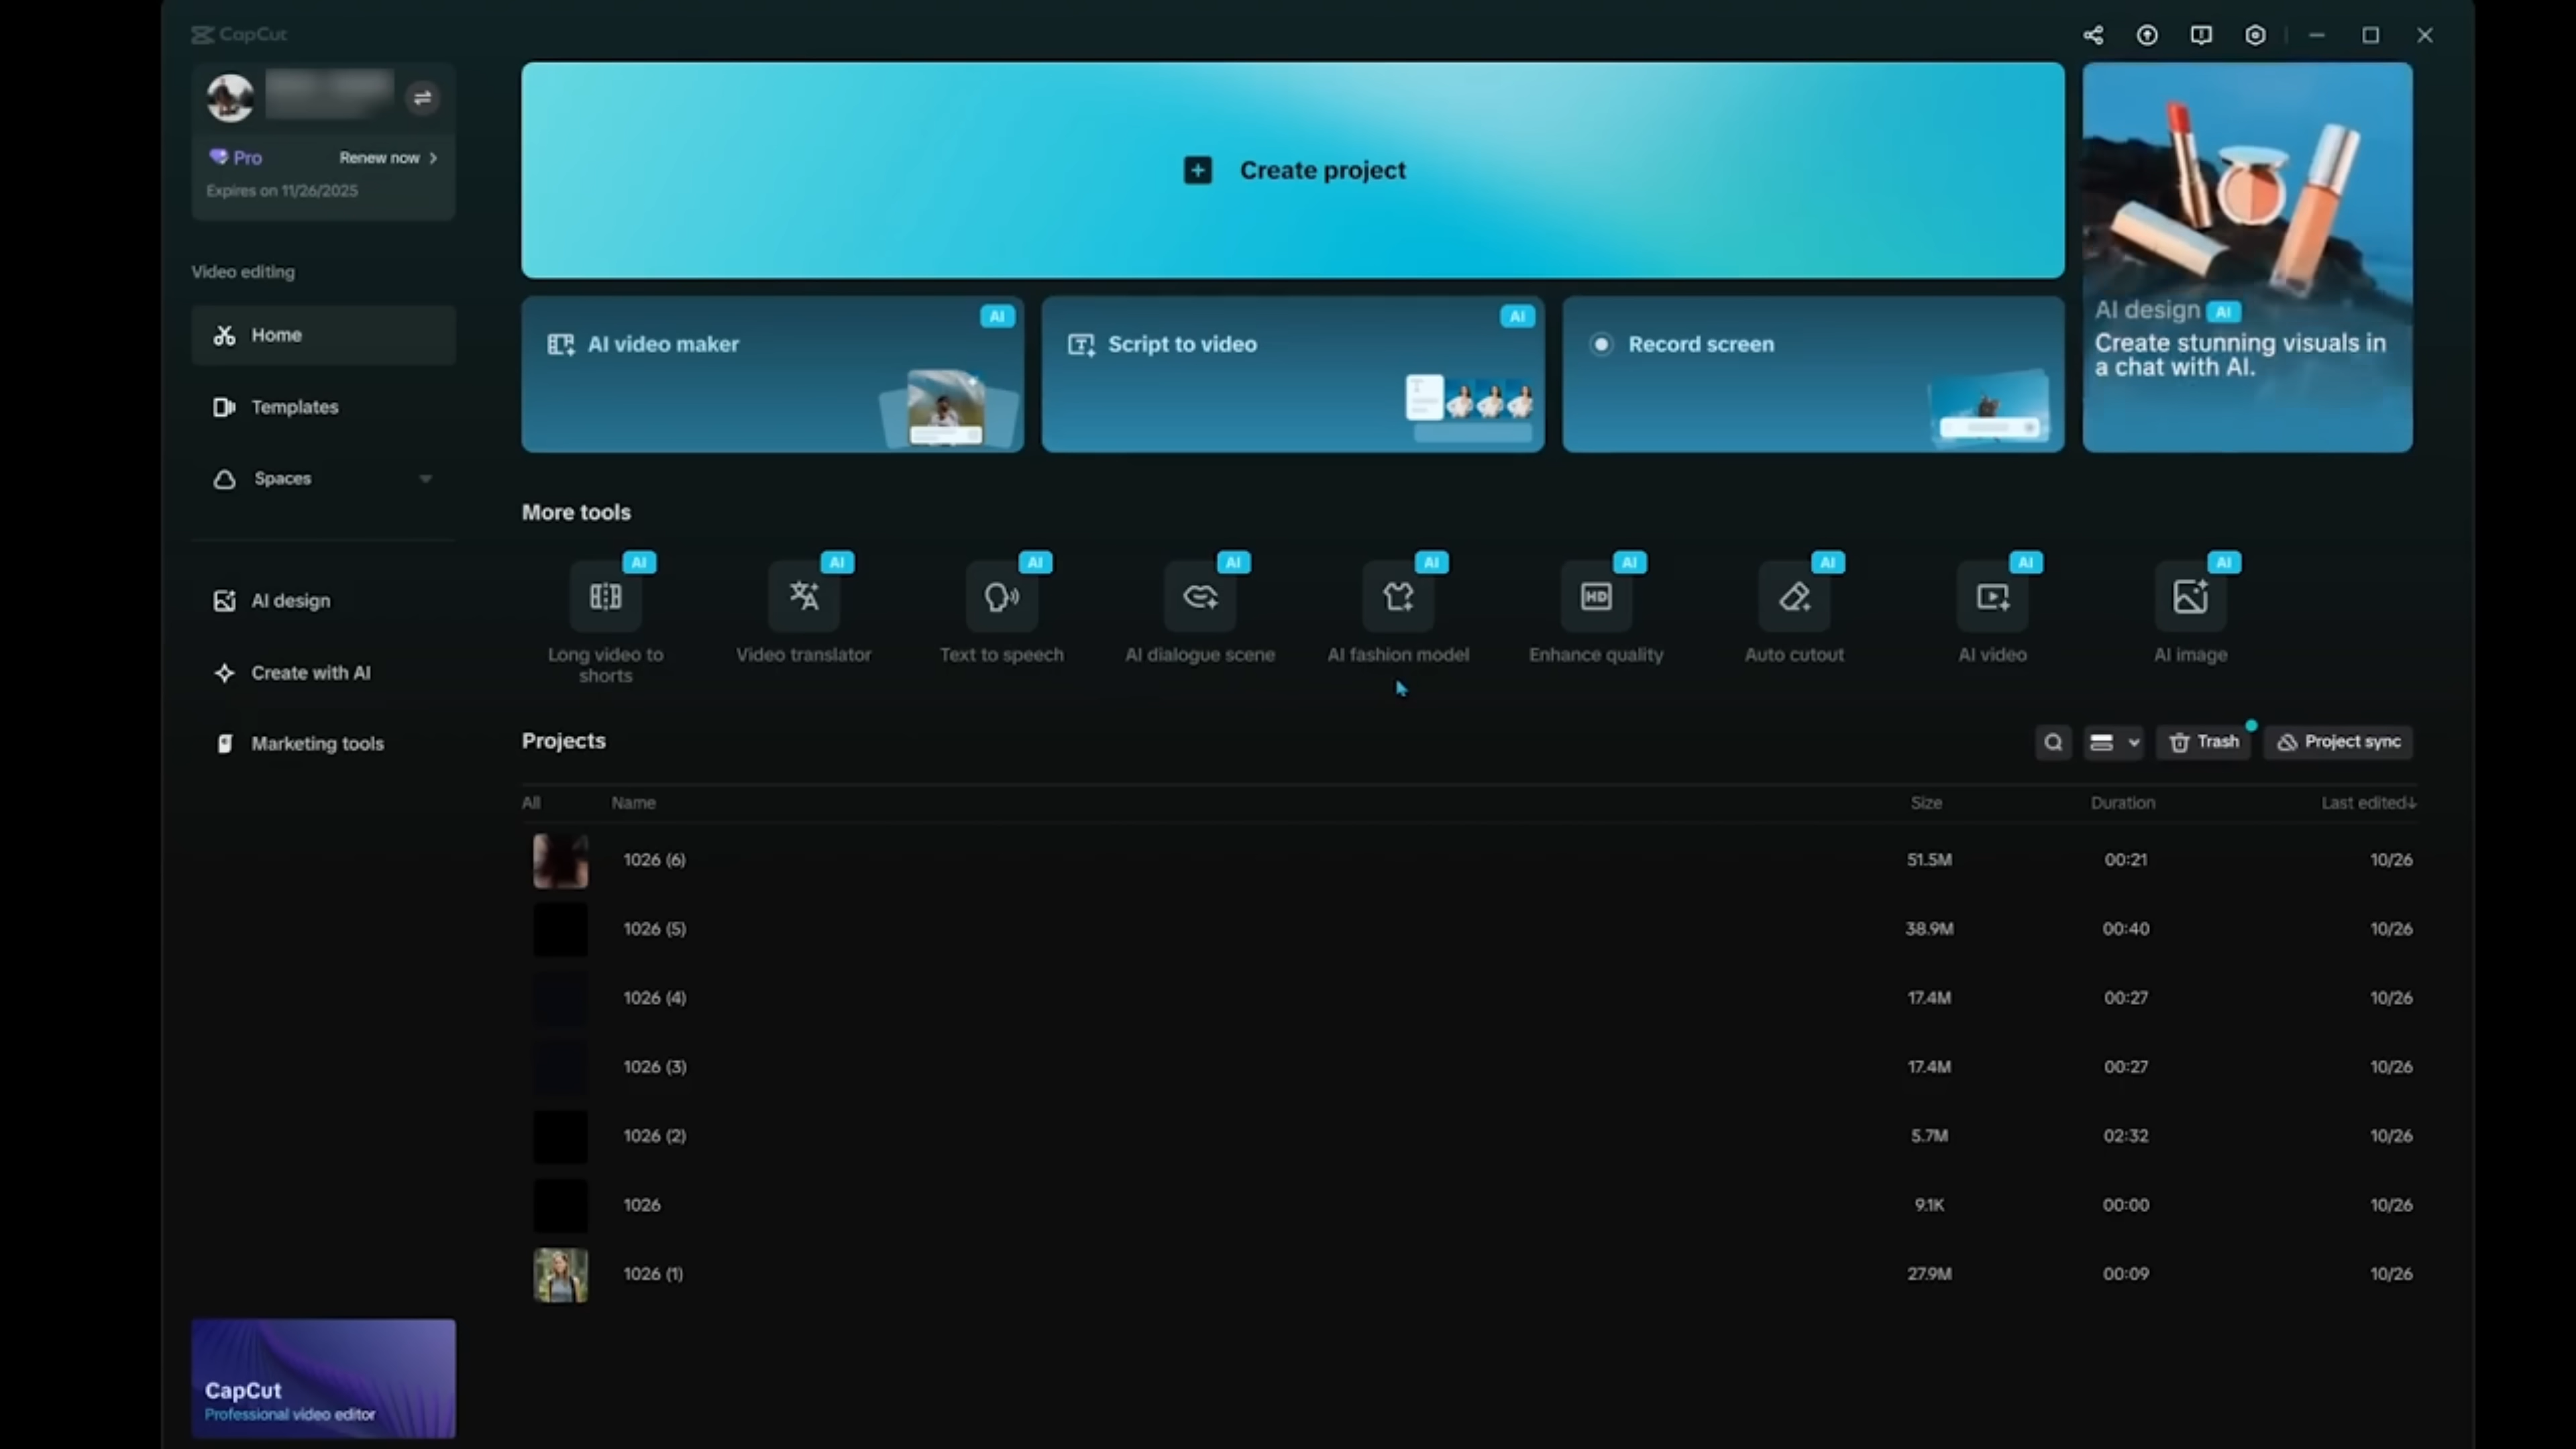 CapCut
Pro
Renew now
Expires on 11/26/2025
Video editing
Home
Templates
Spaces
AI design
Create with AI
Marketing tools
CapCut
Professional video editor
Create project
AI video maker
AI
Script to video
AI
Record screen
AI design AI
Create stunning visuals in
a chat with AI.
More tools
AI
Long video to
shorts
AI
Video translator
AI
Text to speech
AI
AI dialogue scene
AI
AI fashion model
AI
HD
Enhance quality
AI
Auto cutout
AI
AI video
AI
AI image
Projects
Trash
Project sync
All Name Size Duration Last edited↓
1026 (6) 51.5M 00:21 10/26
1026 (5) 38.9M 00:40 10/26
1026 (4) 17.4M 00:27 10/26
1026 (3) 17.4M 00:27 10/26
1026 (2) 5.7M 02:32 10/26
1026 9.1K 00:00 10/26
1026 (1) 27.9M 00:09 10/26